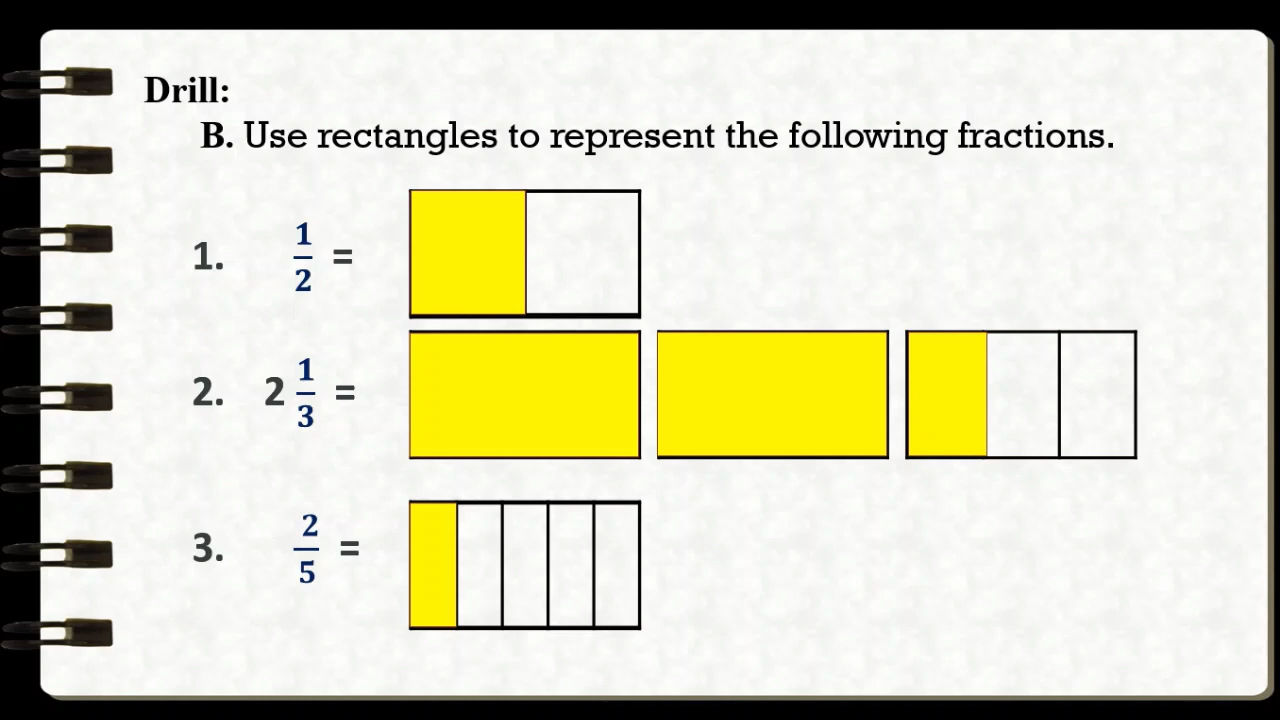 Drill:
B. Use rectangles to represent the following fractions.
1. 1/2 =
2. 2 1/3 =
3. 2/5 =